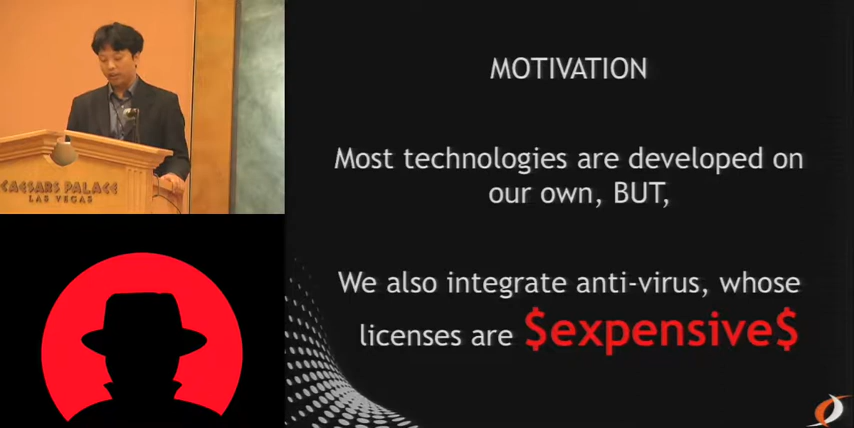 CAESARS PALACE
LAS VEGAS
MOTIVATION
Most technologies are developed on
our own, BUT,
We also integrate anti-virus, whose
licenses are $expensive$